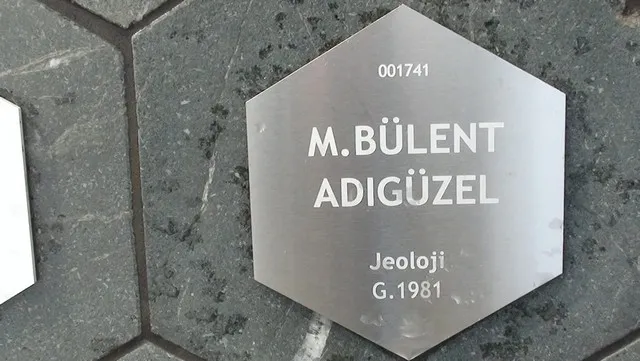 001741
M.BÜLENT
ADIGÜZEL
Jeoloji
G.1981